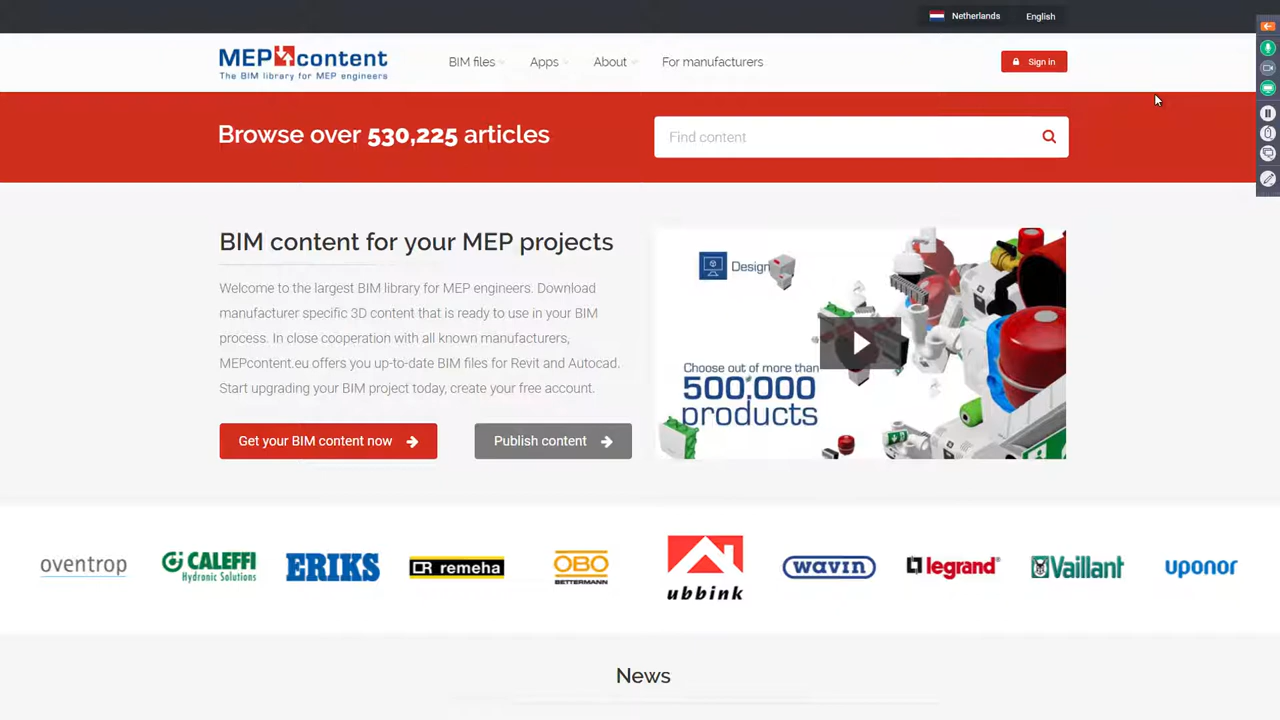 Netherlands English
MEPcontent
The BIM library for MEP engineers
BIM files Apps About For manufacturers Sign in
Browse over 530,225 articles
Find content
BIM content for your MEP projects
Welcome to the largest BIM library for MEP engineers. Download
manufacturer specific 3D content that is ready to use in your BIM
process. In close cooperation with all known manufacturers,
MEPcontent.eu offers you up-to-date BIM files for Revit and Autocad.
Start upgrading your BIM project today, create your free account.
Get your BIM content now
Publish content
Design
Choose out of more than
500.000
products
oventrop
CALEFFI
Hydronic Solutions
ERIKS
remeha
OBO
BETTERMANN
ubbink
wavin
legrand
Vaillant
uponor
News